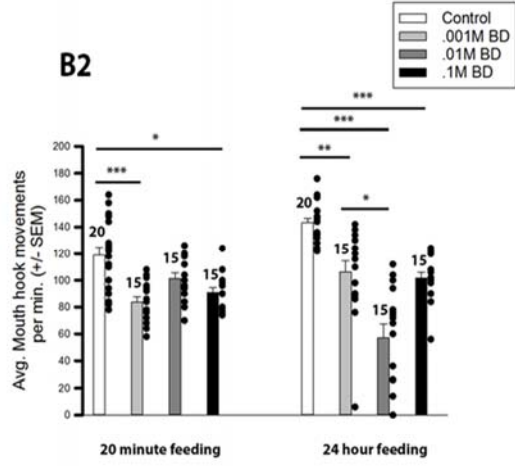 Control
.001M BD
.01M BD
.1M BD
B2
***
*
***
***
**
*
Avg. Mouth hook movements
per min. (+/- SEM)
200
180
160
140
120
100
80
60
40
20
0
20
15
15
15
20
15
15
15
20 minute feeding
24 hour feeding